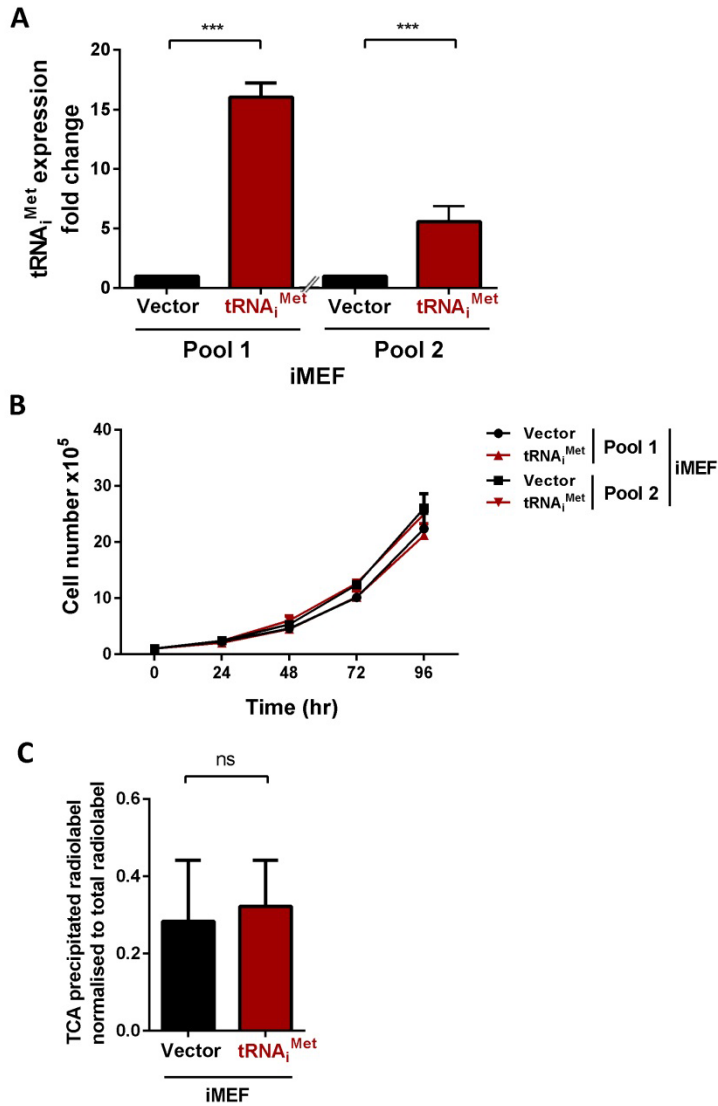 A
*** ***
tRNAiMet expression
fold change
20
15
10
5
0
Vector tRNAiMet Vector tRNAiMet
Pool 1 Pool 2
iMEF
B
Cell number x10^5
40
30
20
10
0
0 24 48 72 96
Time (hr)
Vector
tRNAiMet
Pool 1
Vector
tRNAiMet
Pool 2
iMEF
C
ns
TCA precipitated radiolabel
normalised to total radiolabel
0.6
0.4
0.2
0.0
Vector tRNAiMet
iMEF